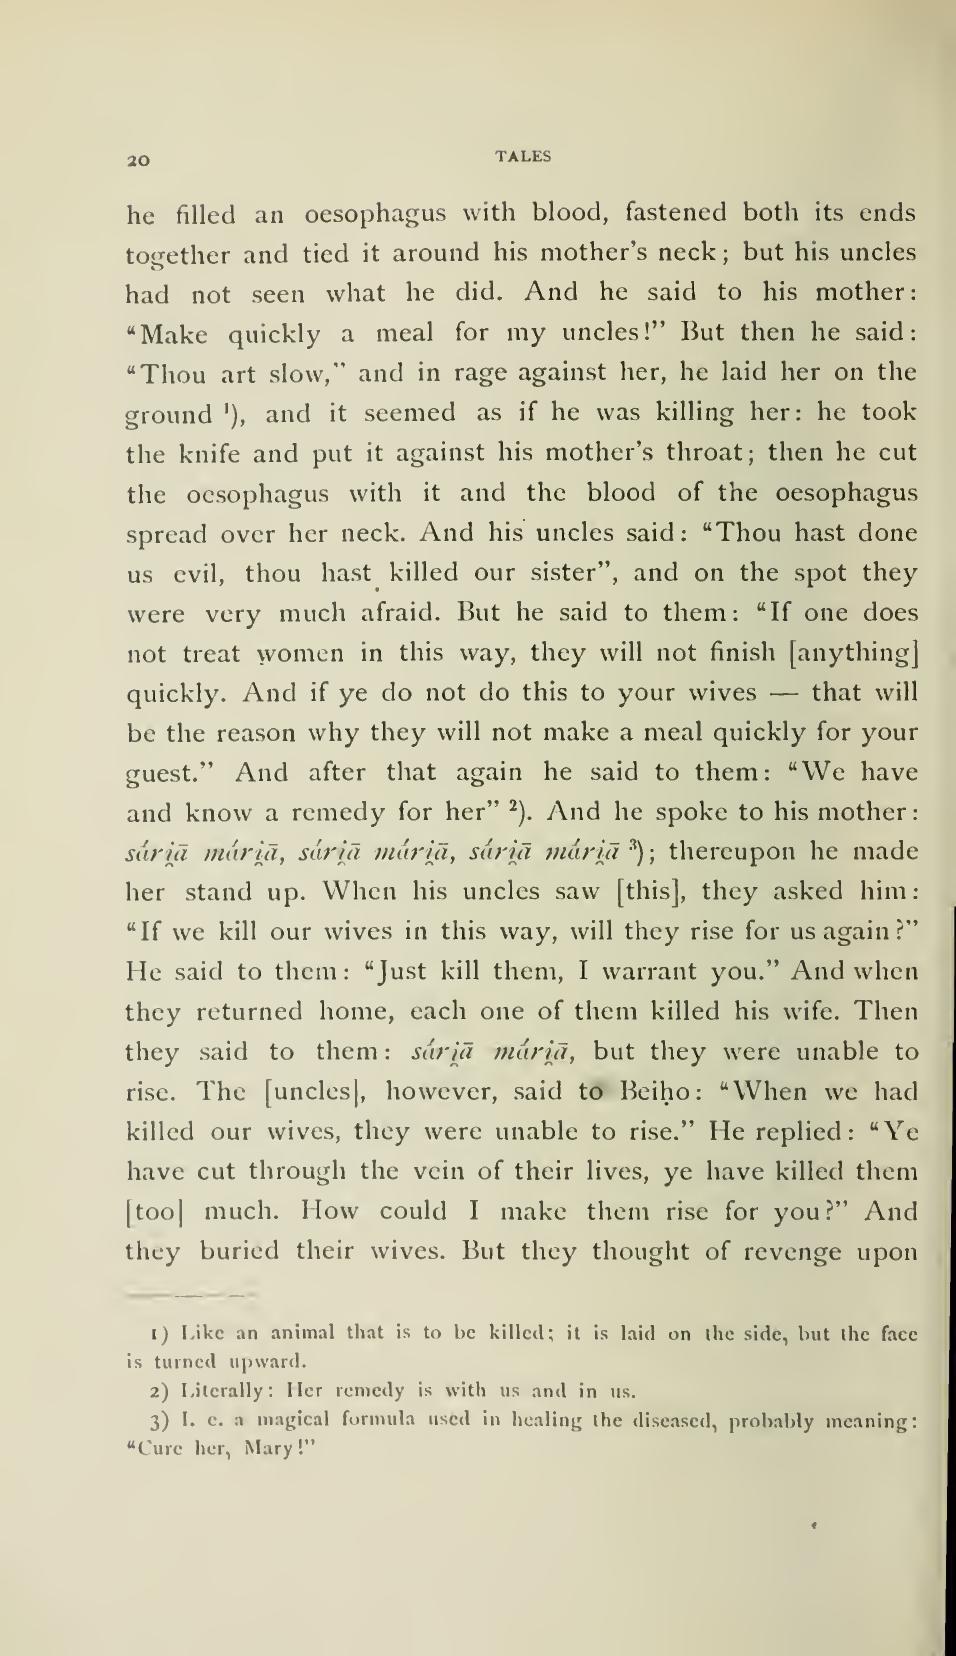 20 TALES
he filled an oesophagus with blood, fastened both its ends
together and tied it around his mother's neck; but his uncles
had not seen what he did. And he said to his mother:
“Make quickly a meal for my uncles!” But then he said:
“Thou art slow,” and in rage against her, he laid her on the
ground ¹), and it seemed as if he was killing her: he took
the knife and put it against his mother's throat; then he cut
the oesophagus with it and the blood of the oesophagus
spread over her neck. And his uncles said: “Thou hast done
us evil, thou hast killed our sister”, and on the spot they
were very much afraid. But he said to them: “If one does
not treat women in this way, they will not finish [anything]
quickly. And if ye do not do this to your wives — that will
be the reason why they will not make a meal quickly for your
guest.” And after that again he said to them: “We have
and know a remedy for her” ²). And he spoke to his mother:
sári̯ā mári̯ā, sári̯ā mári̯ā, sári̯ā mári̯ā ³); thereupon he made
her stand up. When his uncles saw [this], they asked him:
“If we kill our wives in this way, will they rise for us again?”
He said to them: “Just kill them, I warrant you.” And when
they returned home, each one of them killed his wife. Then
they said to them: sári̯ā mári̯ā, but they were unable to
rise. The [uncles], however, said to Beiḥo: “When we had
killed our wives, they were unable to rise.” He replied: “Ye
have cut through the vein of their lives, ye have killed them
[too] much. How could I make them rise for you?” And
they buried their wives. But they thought of revenge upon
1) Like an animal that is to be killed; it is laid on the side, but the face
is turned upward.
2) Literally: Her remedy is with us and in us.
3) I. e. a magical formula used in healing the diseased, probably meaning:
“Cure her, Mary!”